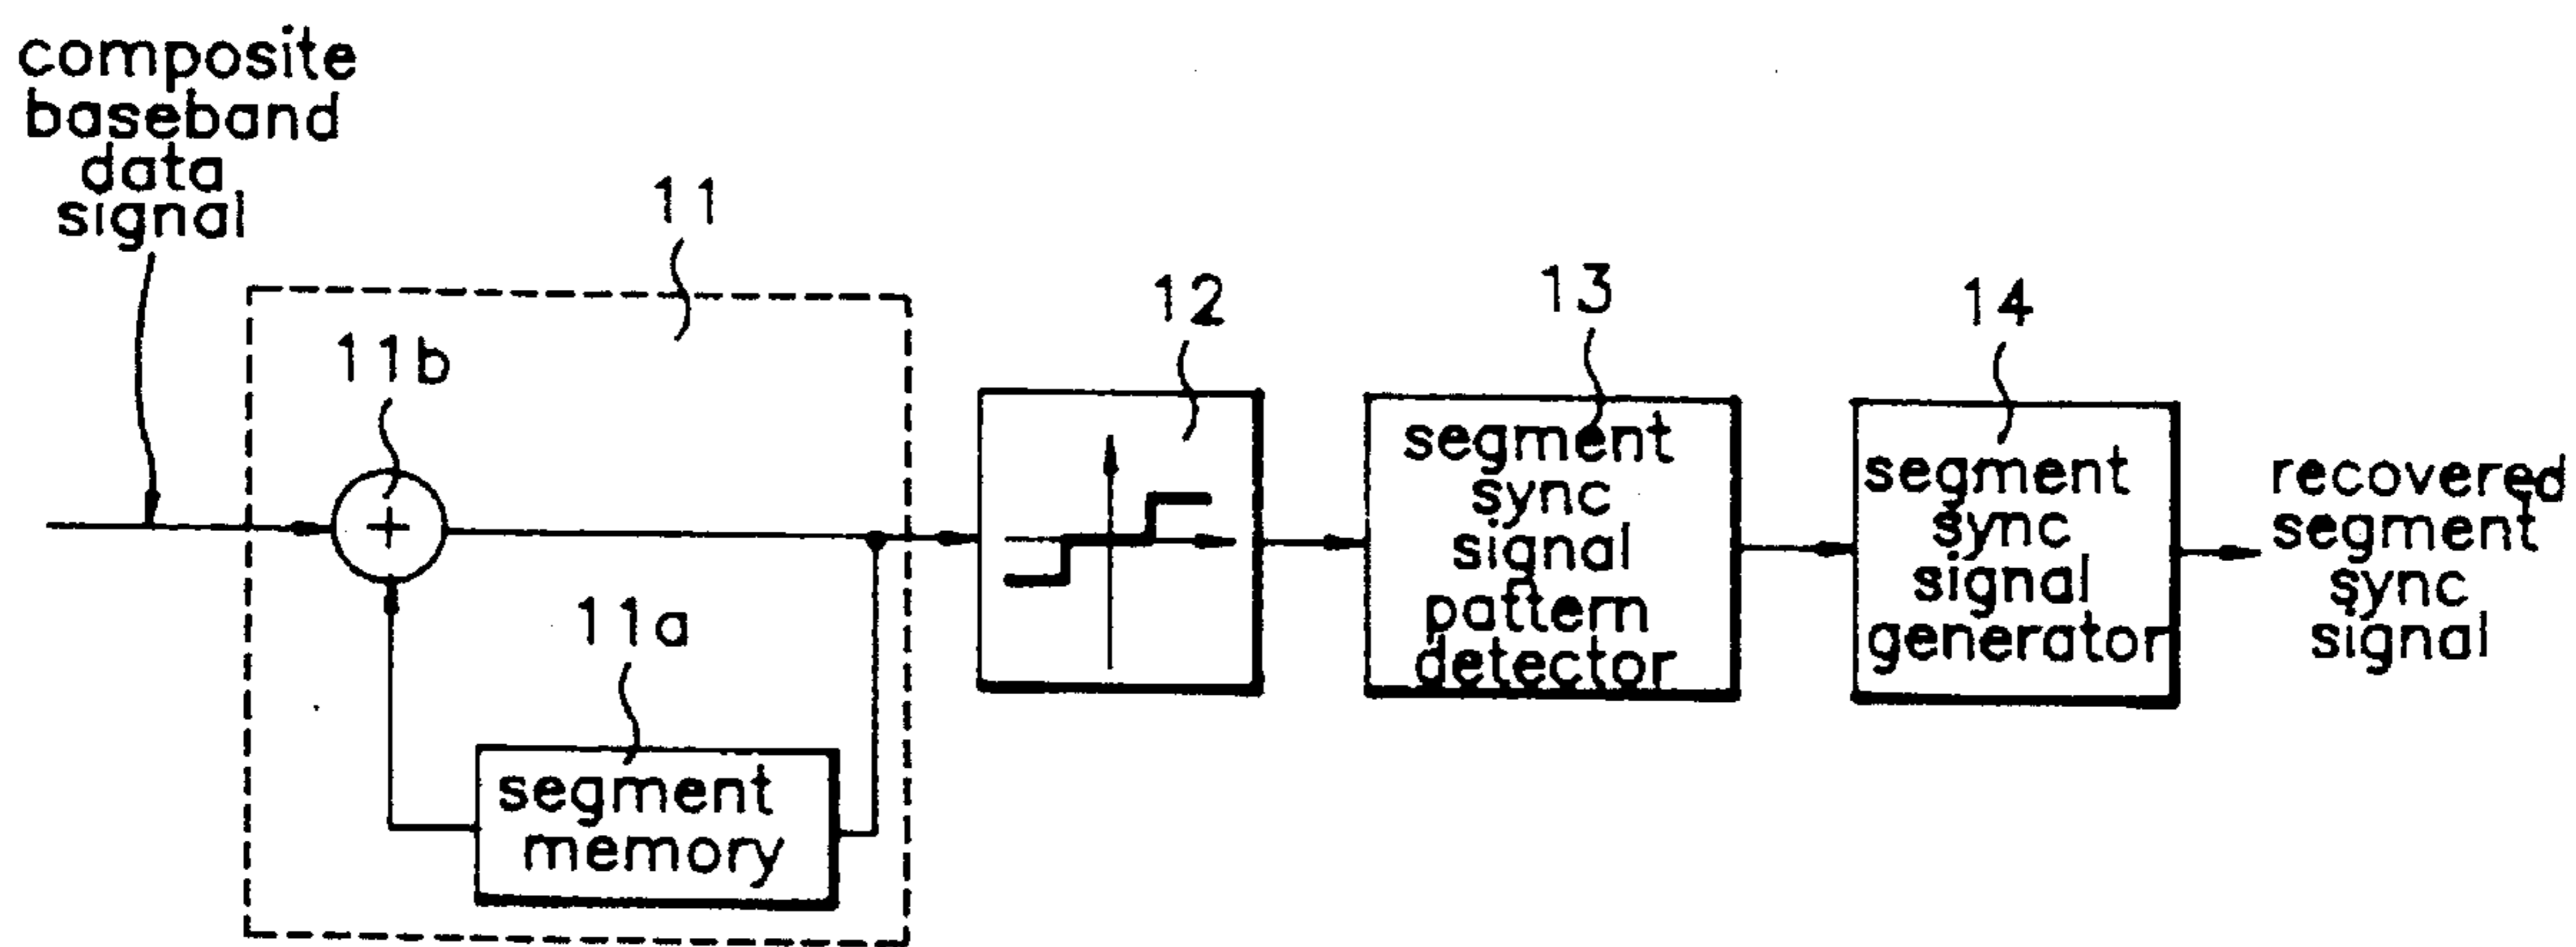 composite
baseband
data
signal
11
11b
+
11a
segment
memory
12
13
segment
sync
signal
pattern
detector
14
segment
sync
signal
generator
recovered
segment
sync
signal